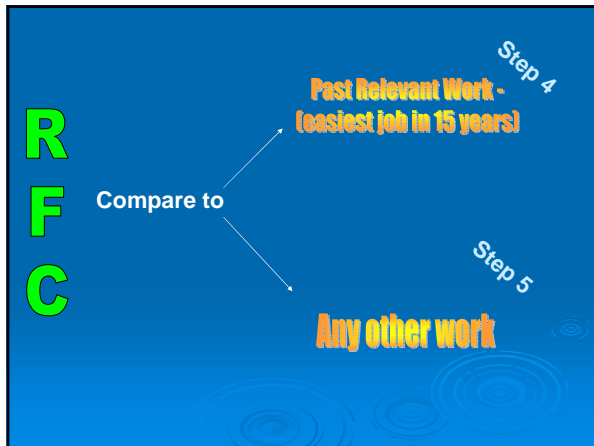 Step 4
Past Relevant Work -
(easiest job in 15 years)
R
F
C
Compare to
Step 5
Any other work